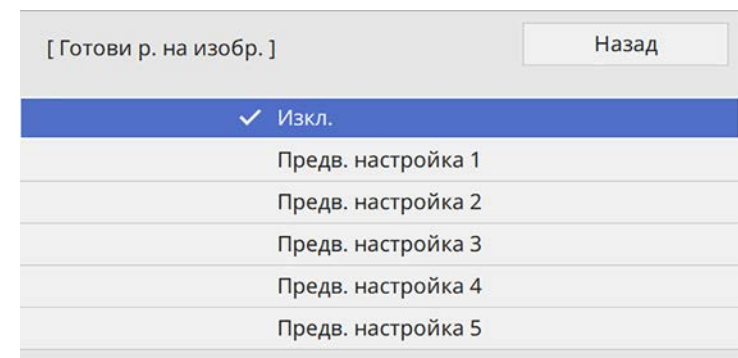 [ Готови р. на изобр. ]
Назад
Изкл.
Предв. настройка 1
Предв. настройка 2
Предв. настройка 3
Предв. настройка 4
Предв. настройка 5